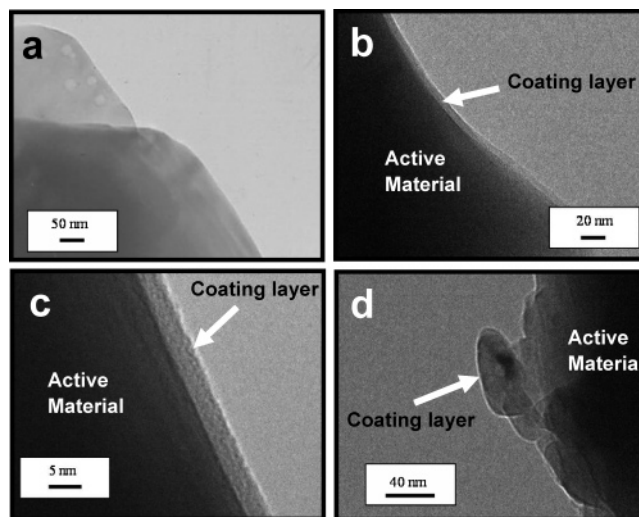 a
50 nm
b
Coating layer
Active
Material
20 nm
c
Coating layer
Active
Material
5 nm
d
Active
Materia
Coating layer
40 nm